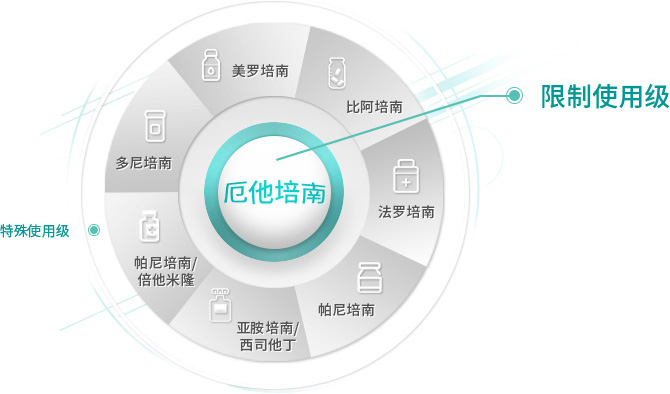 美罗培南
比阿培南
限制使用级
多尼培南
厄他培南
法罗培南
特殊使用级
帕尼培南/
倍他米隆
帕尼培南
亚胺培南/
西司他丁